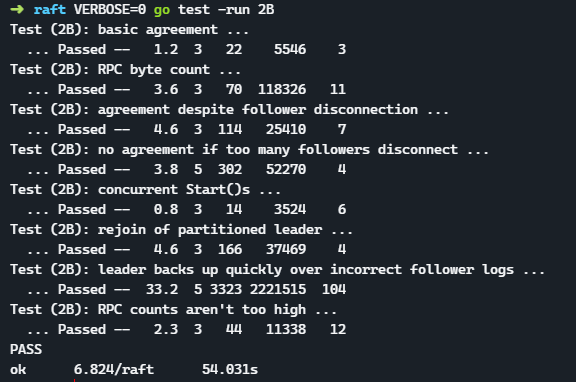 ➜ raft VERBOSE=0 go test -run 2B
Test (2B): basic agreement ...
  ... Passed --   1.2  3   22    5546    3
Test (2B): RPC byte count ...
  ... Passed --   3.6  3   70  118326   11
Test (2B): agreement despite follower disconnection ...
  ... Passed --   4.6  3  114   25410    7
Test (2B): no agreement if too many followers disconnect ...
  ... Passed --   3.8  5  302   52270    4
Test (2B): concurrent Start()s ...
  ... Passed --   0.8  3   14    3524    6
Test (2B): rejoin of partitioned leader ...
  ... Passed --   4.6  3  166   37469    4
Test (2B): leader backs up quickly over incorrect follower logs ...
  ... Passed --  33.2  5 3323 2221515  104
Test (2B): RPC counts aren't too high ...
  ... Passed --   2.3  3   44   11338   12
PASS
ok      6.824/raft      54.031s